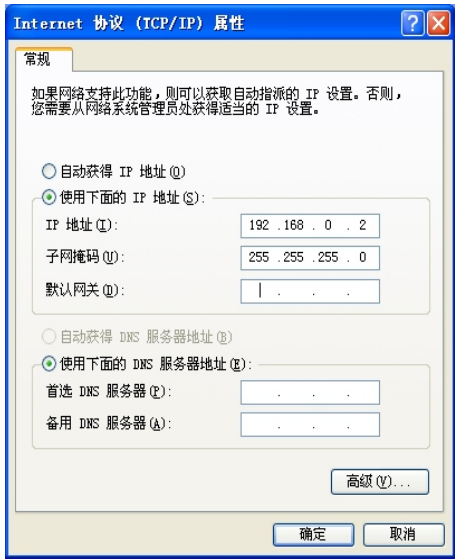 Internet 协议 (TCP/IP) 属性
常规
如果网络支持此功能，则可以获取自动指派的 IP 设置。否则，
您需要从网络系统管理员处获得适当的 IP 设置。
自动获得 IP 地址(O)
使用下面的 IP 地址(S):
IP 地址(I): 192 .168 . 0 . 2
子网掩码(U): 255 .255 .255 . 0
默认网关(D): . . .
自动获得 DNS 服务器地址(B)
使用下面的 DNS 服务器地址(E):
首选 DNS 服务器(P): . . .
备用 DNS 服务器(A): . . .
高级(V)...
确定 取消